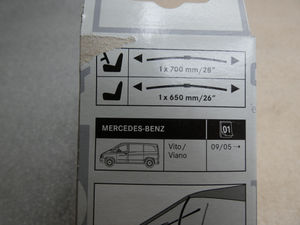 1 x 700 mm/28"
1 x 650 mm/26"
MERCEDES-BENZ 01
Vito/ 09/05 →
Viano